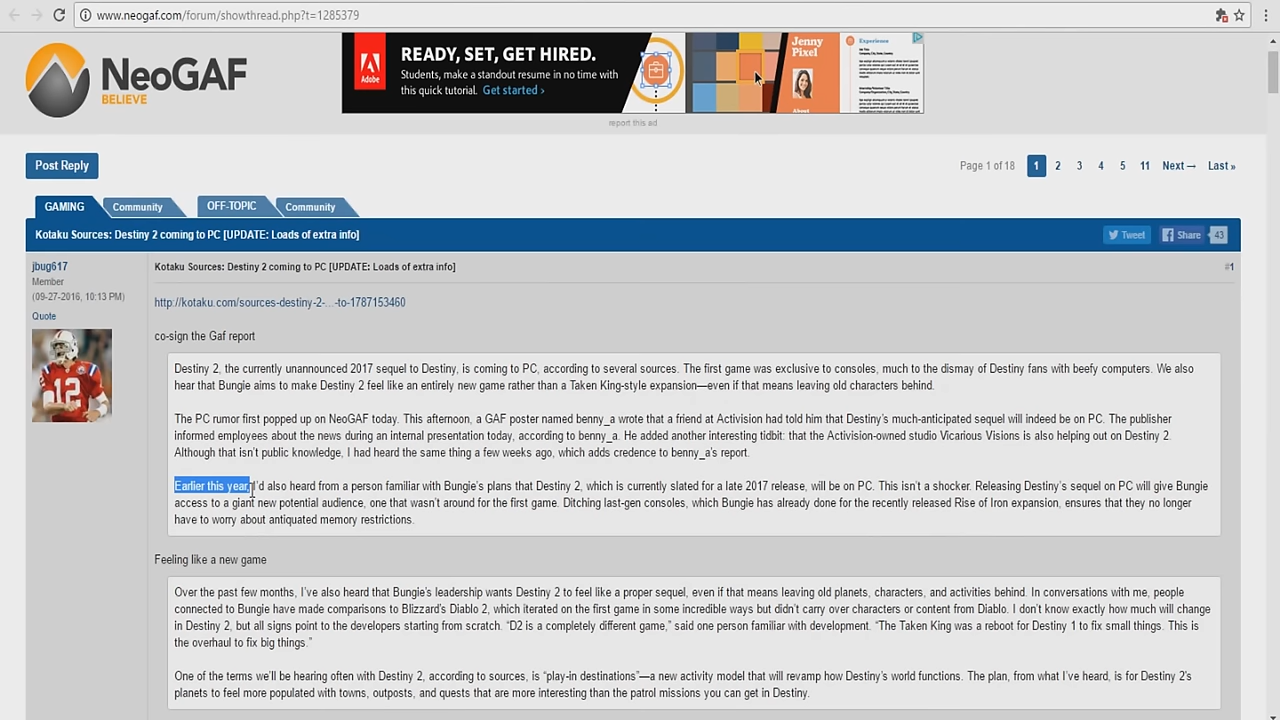 www.neogaf.com/forum/showthread.php?t=1285379
NeoGAF
BELIEVE
READY, SET, GET HIRED.
Students, make a standout resume in no time with
this quick tutorial. Get started ›
Adobe
Jenny
Pixel
About
Experience
report this ad
Post Reply
Page 1 of 18 1 2 3 4 5 11 Next → Last »
GAMING Community OFF-TOPIC Community
Kotaku Sources: Destiny 2 coming to PC [UPDATE: Loads of extra info] Tweet Share 43
jbug617
Member
(09-27-2016, 10:13 PM)
Quote
12
Kotaku Sources: Destiny 2 coming to PC [UPDATE: Loads of extra info] #1
http://kotaku.com/sources-destiny-2-...-to-1787153460
co-sign the Gaf report
Destiny 2, the currently unannounced 2017 sequel to Destiny, is coming to PC, according to several sources. The first game was exclusive to consoles, much to the dismay of Destiny fans with beefy computers. We also
hear that Bungie aims to make Destiny 2 feel like an entirely new game rather than a Taken King-style expansion—even if that means leaving old characters behind.
The PC rumor first popped up on NeoGAF today. This afternoon, a GAF poster named benny_a wrote that a friend at Activision had told him that Destiny's much-anticipated sequel will indeed be on PC. The publisher
informed employees about the news during an internal presentation today, according to benny_a. He added another interesting tidbit: that the Activision-owned studio Vicarious Visions is also helping out on Destiny 2.
Although that isn't public knowledge, I had heard the same thing a few weeks ago, which adds credence to benny_a's report.
Earlier this year, I'd also heard from a person familiar with Bungie's plans that Destiny 2, which is currently slated for a late 2017 release, will be on PC. This isn't a shocker. Releasing Destiny's sequel on PC will give Bungie
access to a giant new potential audience, one that wasn't around for the first game. Ditching last-gen consoles, which Bungie has already done for the recently released Rise of Iron expansion, ensures that they no longer
have to worry about antiquated memory restrictions.
Feeling like a new game
Over the past few months, I've also heard that Bungie's leadership wants Destiny 2 to feel like a proper sequel, even if that means leaving old planets, characters, and activities behind. In conversations with me, people
connected to Bungie have made comparisons to Blizzard's Diablo 2, which iterated on the first game in some incredible ways but didn't carry over characters or content from Diablo. I don't know exactly how much will change
in Destiny 2, but all signs point to the developers starting from scratch. “D2 is a completely different game,” said one person familiar with development. “The Taken King was a reboot for Destiny 1 to fix small things. This is
the overhaul to fix big things.”
One of the terms we'll be hearing often with Destiny 2, according to sources, is “play-in destinations”—a new activity model that will revamp how Destiny's world functions. The plan, from what I've heard, is for Destiny 2's
planets to feel more populated with towns, outposts, and quests that are more interesting than the patrol missions you can get in Destiny.